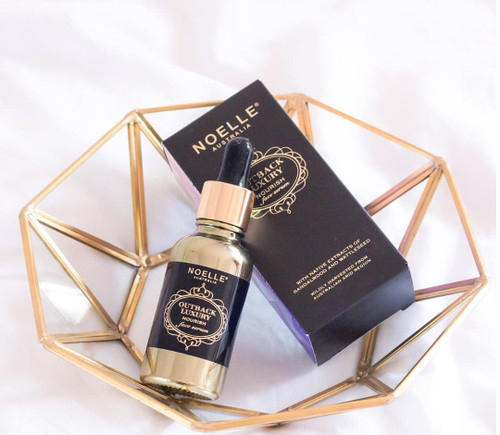 NOELLE®
AUSTRALIA
OUTBACK
LUXURY
NOURISH
face serum
WITH NATIVE EXTRACTS OF
SANDALWOOD AND WATTLESEED
WILDLY HARVESTED FROM
AUSTRALIAN ARID REGION
NOELLE®
AUSTRALIA
OUTBACK
LUXURY
NOURISH
face serum